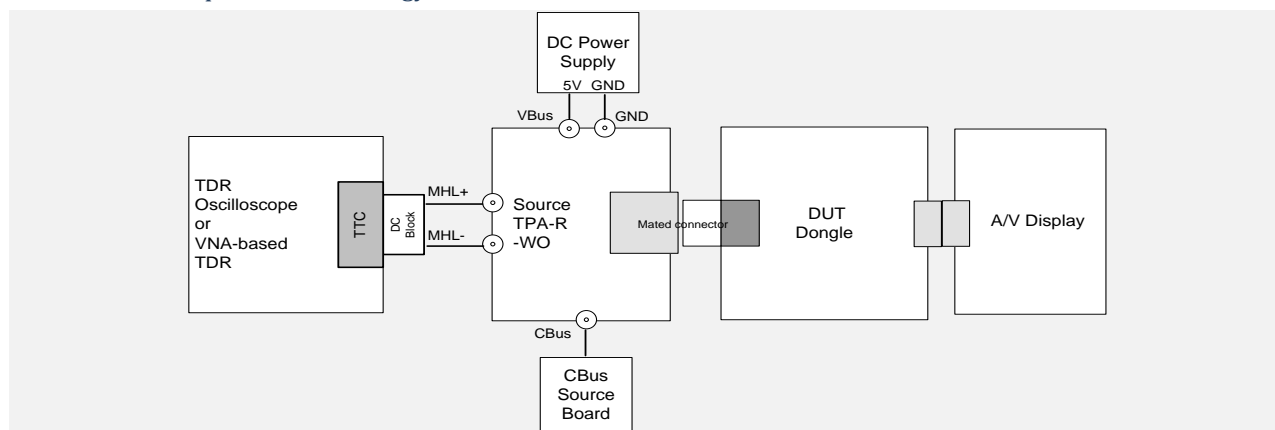 DC Power
Supply
5V GND
VBus
GND
TDR
Oscilloscope
or
VNA-based
TDR
TTC
DC
Block
MHL+
MHL-
Source
TPA-R
-WO
Mated connector
DUT
Dongle
A/V Display
CBus
CBus
Source
Board